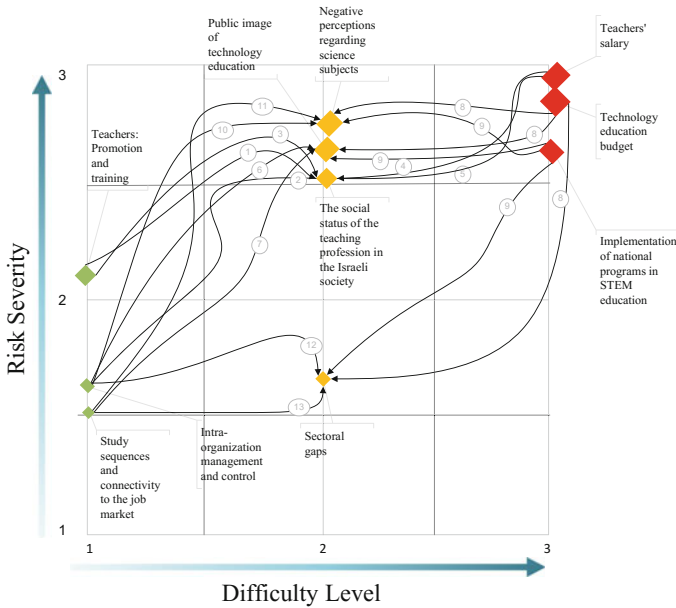 Public image
of
technology
education
Negative
perceptions
regarding
science
subjects
Teachers'
salary
3
Teachers:
Promotion
and
training
11
10
3
1
6
2
7
8
9
8
9
4
5
8
9
Technology
education
budget
The social
status of the
teaching
profession in
the Israeli
society
Implementation
of national
programs in
STEM
education
Risk Severity
2
12
13
Study
sequences
and
connectivity
to the job
market
Intra-
organization
management
and control
Sectoral
gaps
1
1
2
3
Difficulty Level